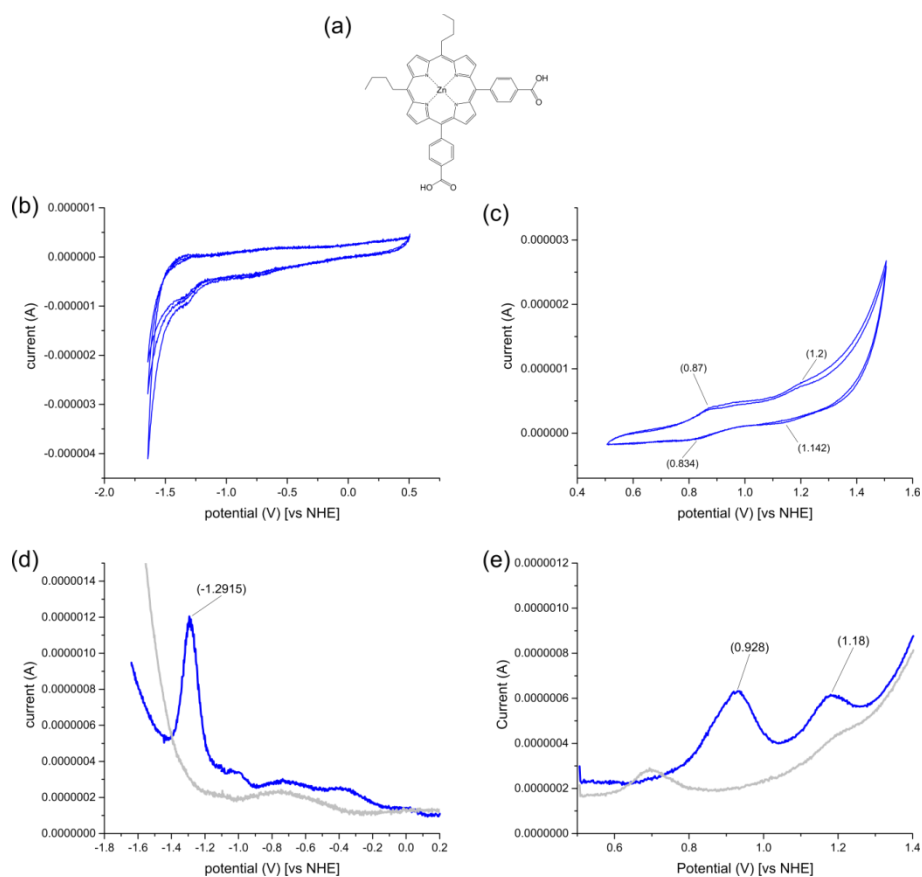 (a)
OH
O
Zn
HO
O
(b)
0.000001
0.000000
-0.000001
-0.000002
-0.000003
-0.000004
current (A)
-2.0 -1.5 -1.0 -0.5 0.0 0.5
potential (V) [vs NHE]
(c)
0.000003
0.000002
0.000001
0.000000
current (A)
(0.87)
(1.2)
(0.834)
(1.142)
0.4 0.6 0.8 1.0 1.2 1.4 1.6
potential (V) [vs NHE]
(d)
0.0000014
0.0000012
0.0000010
0.0000008
0.0000006
0.0000004
0.0000002
0.0000000
current (A)
(-1.2915)
-1.8 -1.6 -1.4 -1.2 -1.0 -0.8 -0.6 -0.4 -0.2 0.0 0.2
potential (V) [vs NHE]
(e)
0.0000012
0.0000010
0.0000008
0.0000006
0.0000004
0.0000002
0.0000000
Current (A)
(0.928)
(1.18)
0.6 0.8 1.0 1.2 1.4
Potential (V) [vs NHE]